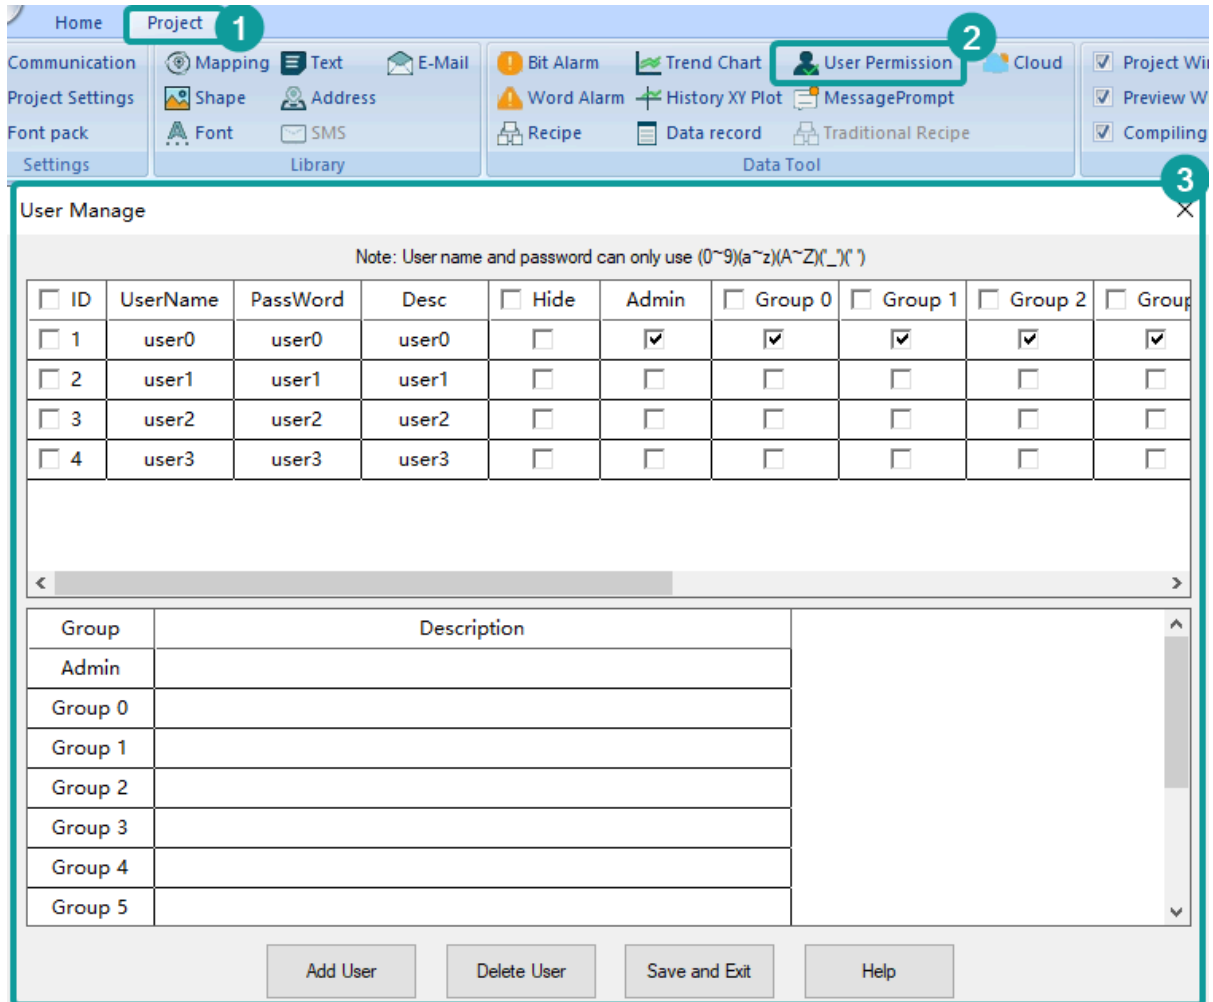 Home Project 1
2
Communication Mapping Text E-Mail Bit Alarm Trend Chart User Permission Cloud Project Wi
Project Settings Shape Address Word Alarm History XY Plot MessagePrompt Preview W
Font pack Font SMS Recipe Data record Traditional Recipe Compiling
Settings Library Data Tool
3
User Manage
Note: User name and password can only use (0~9)(a~z)(A~Z)('_')(' ')
ID UserName PassWord Desc Hide Admin Group 0 Group 1 Group 2 Group
1 user0 user0 user0
2 user1 user1 user1
3 user2 user2 user2
4 user3 user3 user3
Group Description
Admin
Group 0
Group 1
Group 2
Group 3
Group 4
Group 5
Add User Delete User Save and Exit Help